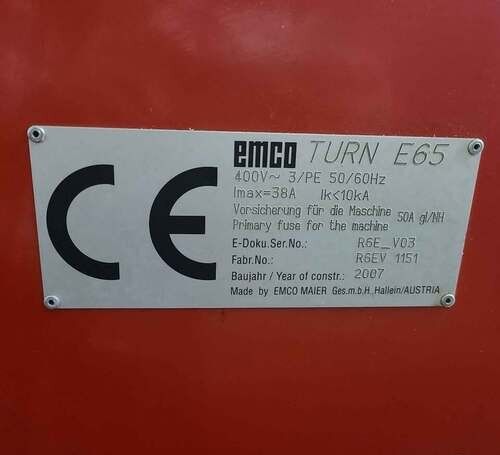 CE
emco TURN E65
400V~ 3/PE 50/60Hz
Imax=38A Ik<10kA
Vorsicherung für die Maschine 50A gl/NH
Primary fuse for the machine
E-Doku.Ser.No.: R6E_V03
Fabr.No.: R6EV 1151
Baujahr / Year of constr.: 2007
Made by EMCO MAIER Ges.m.b.H. Hallein/AUSTRIA